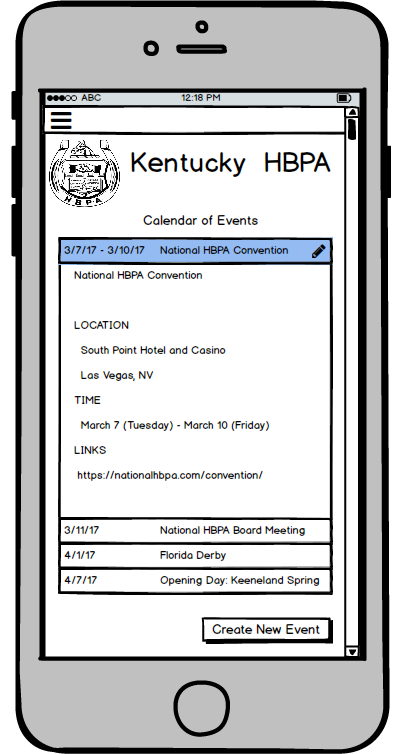 ABC 12:18 PM
Kentucky HBPA
HBPA
Calendar of Events
3/7/17 - 3/10/17 National HBPA Convention
National HBPA Convention
LOCATION
South Point Hotel and Casino
Las Vegas, NV
TIME
March 7 (Tuesday) - March 10 (Friday)
LINKS
https://nationalhbpa.com/convention/
3/11/17 National HBPA Board Meeting
4/1/17 Florida Derby
4/7/17 Opening Day: Keeneland Spring
Create New Event